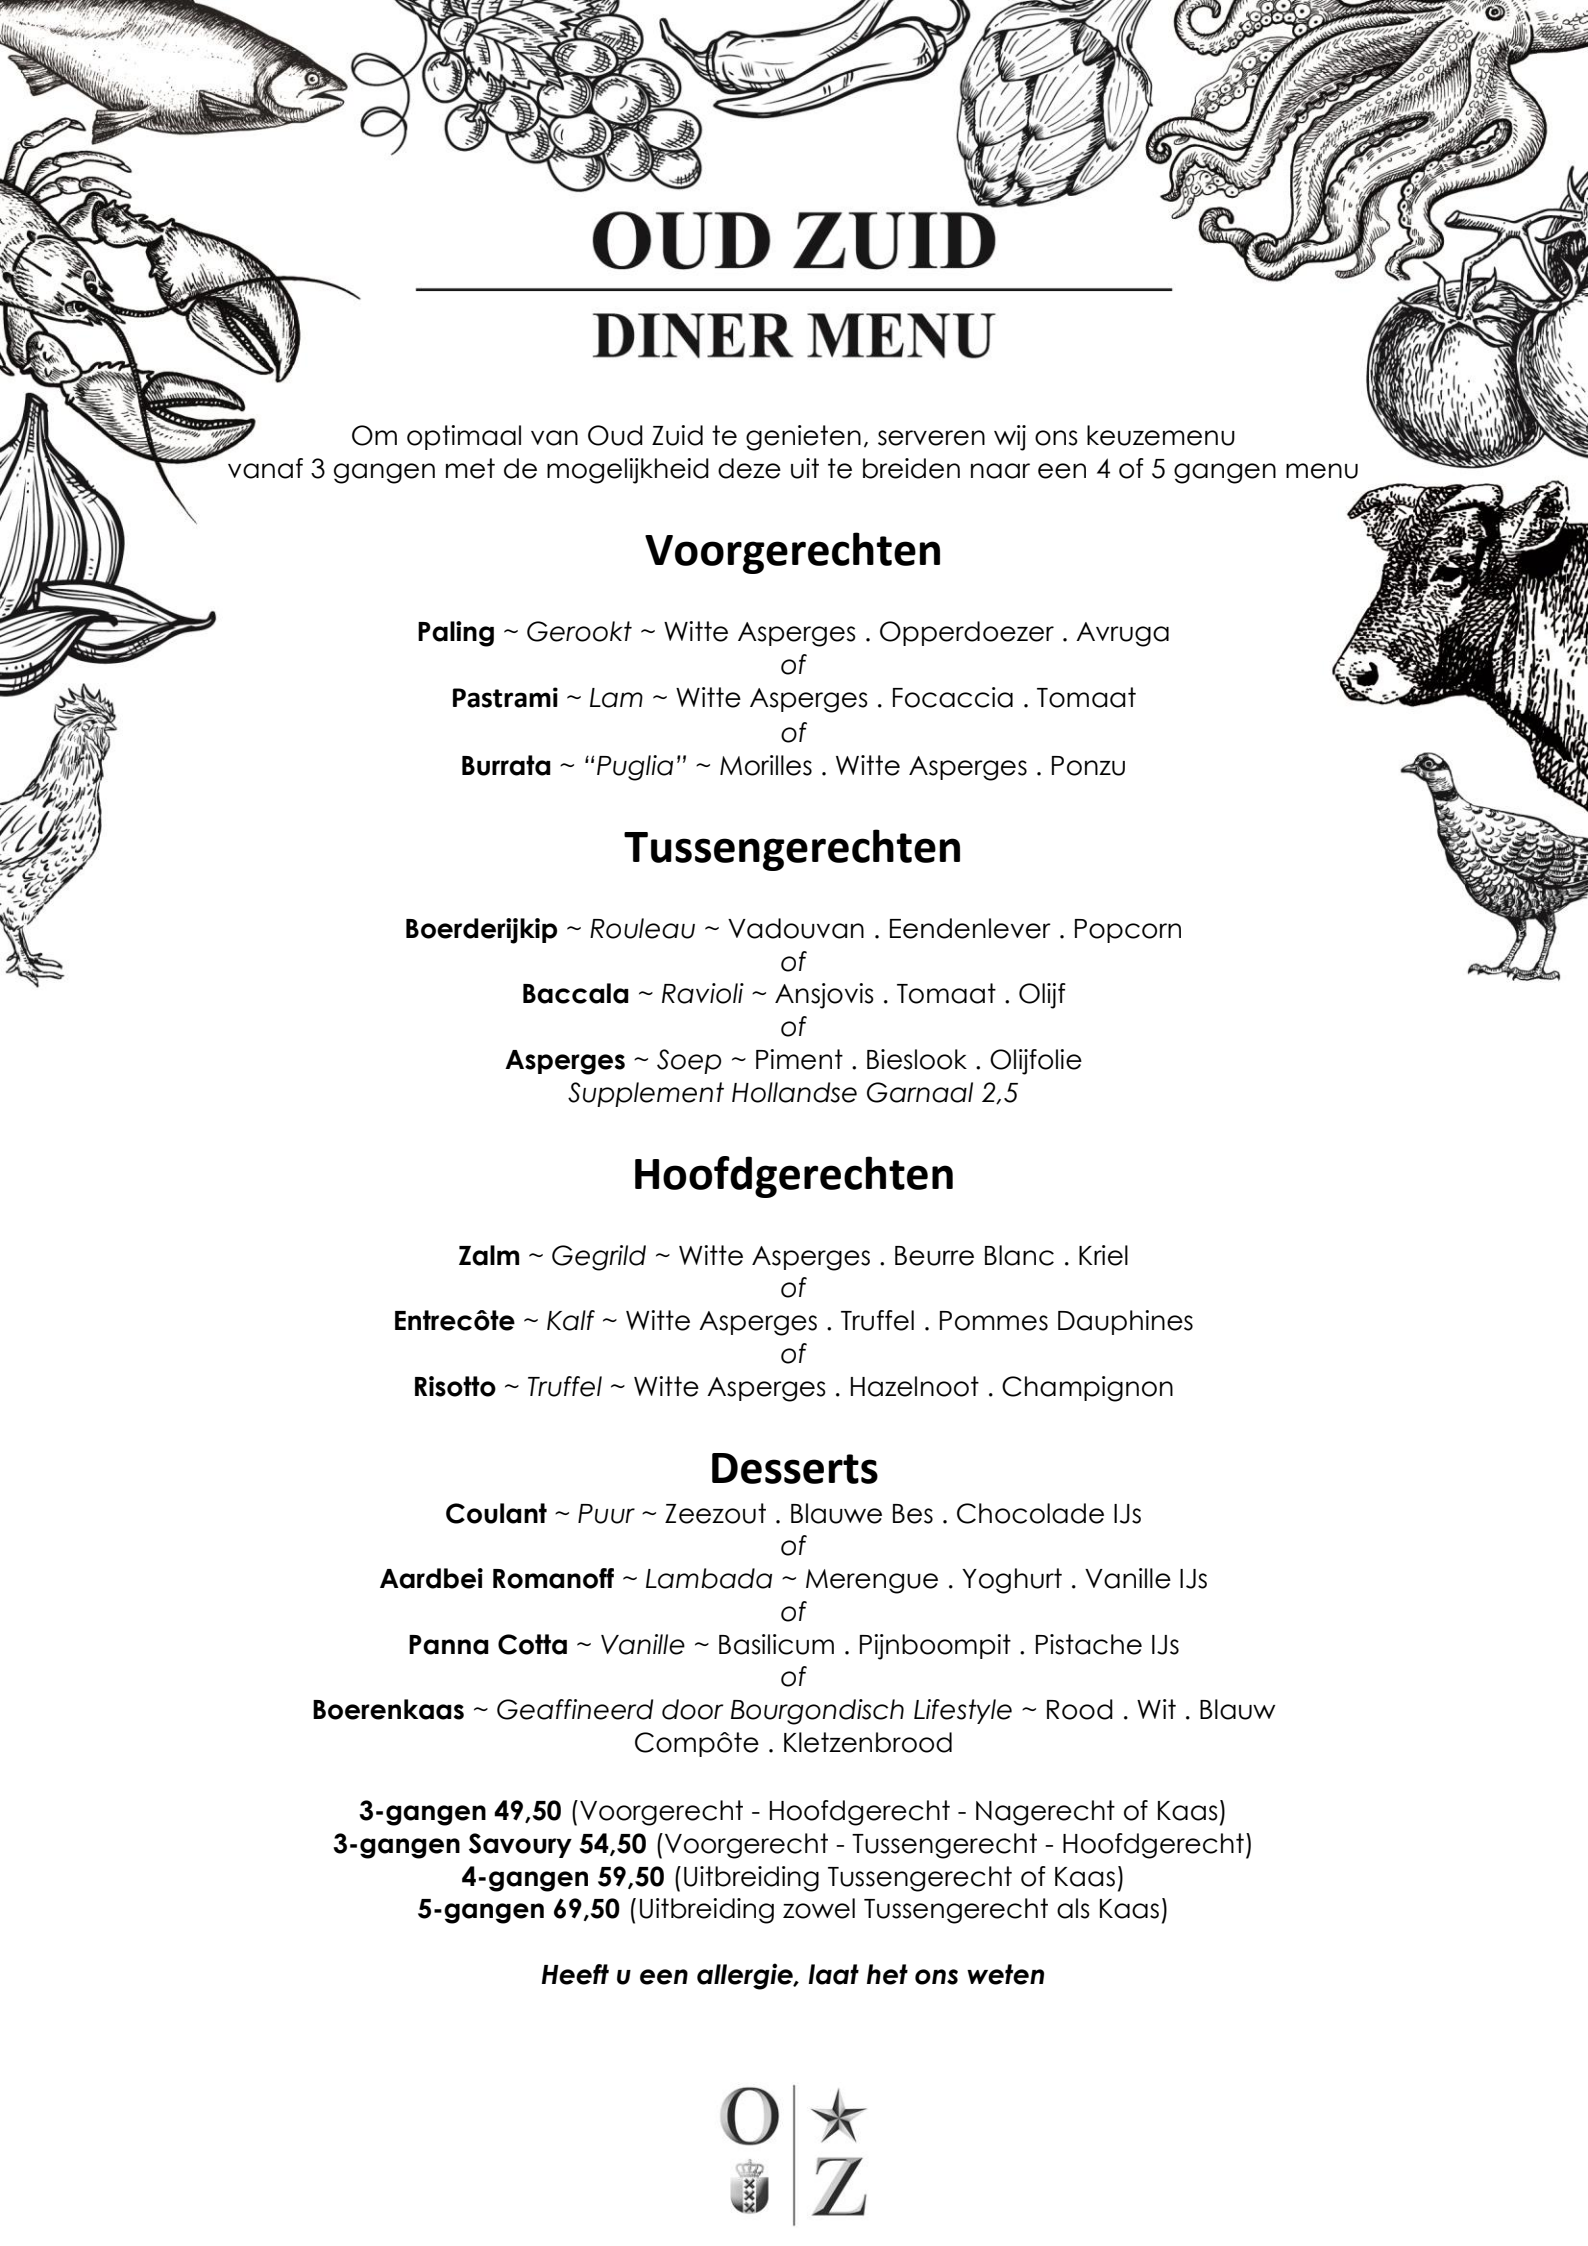 OUD ZUID
DINER MENU
Om optimaal van Oud Zuid te genieten, serveren wij ons keuzemenu
vanaf 3 gangen met de mogelijkheid deze uit te breiden naar een 4 of 5 gangen menu
Voorgerechten
Paling ~ Gerookt ~ Witte Asperges . Opperdoezer . Avruga
of
Pastrami ~ Lam ~ Witte Asperges . Focaccia . Tomaat
of
Burrata ~ “Puglia” ~ Morilles . Witte Asperges . Ponzu
Tussengerechten
Boerderijkip ~ Rouleau ~ Vadouvan . Eendenlever . Popcorn
of
Baccala ~ Ravioli ~ Ansjovis . Tomaat . Olijf
of
Asperges ~ Soep ~ Piment . Bieslook . Olijfolie
Supplement Hollandse Garnaal 2,5
Hoofdgerechten
Zalm ~ Gegrild ~ Witte Asperges . Beurre Blanc . Kriel
of
Entrecôte ~ Kalf ~ Witte Asperges . Truffel . Pommes Dauphines
of
Risotto ~ Truffel ~ Witte Asperges . Hazelnoot . Champignon
Desserts
Coulant ~ Puur ~ Zeezout . Blauwe Bes . Chocolade IJs
of
Aardbei Romanoff ~ Lambada ~ Merengue . Yoghurt . Vanille IJs
of
Panna Cotta ~ Vanille ~ Basilicum . Pijnboompit . Pistache IJs
of
Boerenkaas ~ Geaffineerd door Bourgondisch Lifestyle ~ Rood . Wit . Blauw
Compôte . Kletzenbrood
3-gangen 49,50 (Voorgerecht - Hoofdgerecht - Nagerecht of Kaas)
3-gangen Savoury 54,50 (Voorgerecht - Tussengerecht - Hoofdgerecht)
4-gangen 59,50 (Uitbreiding Tussengerecht of Kaas)
5-gangen 69,50 (Uitbreiding zowel Tussengerecht als Kaas)
Heeft u een allergie, laat het ons weten
O
Z